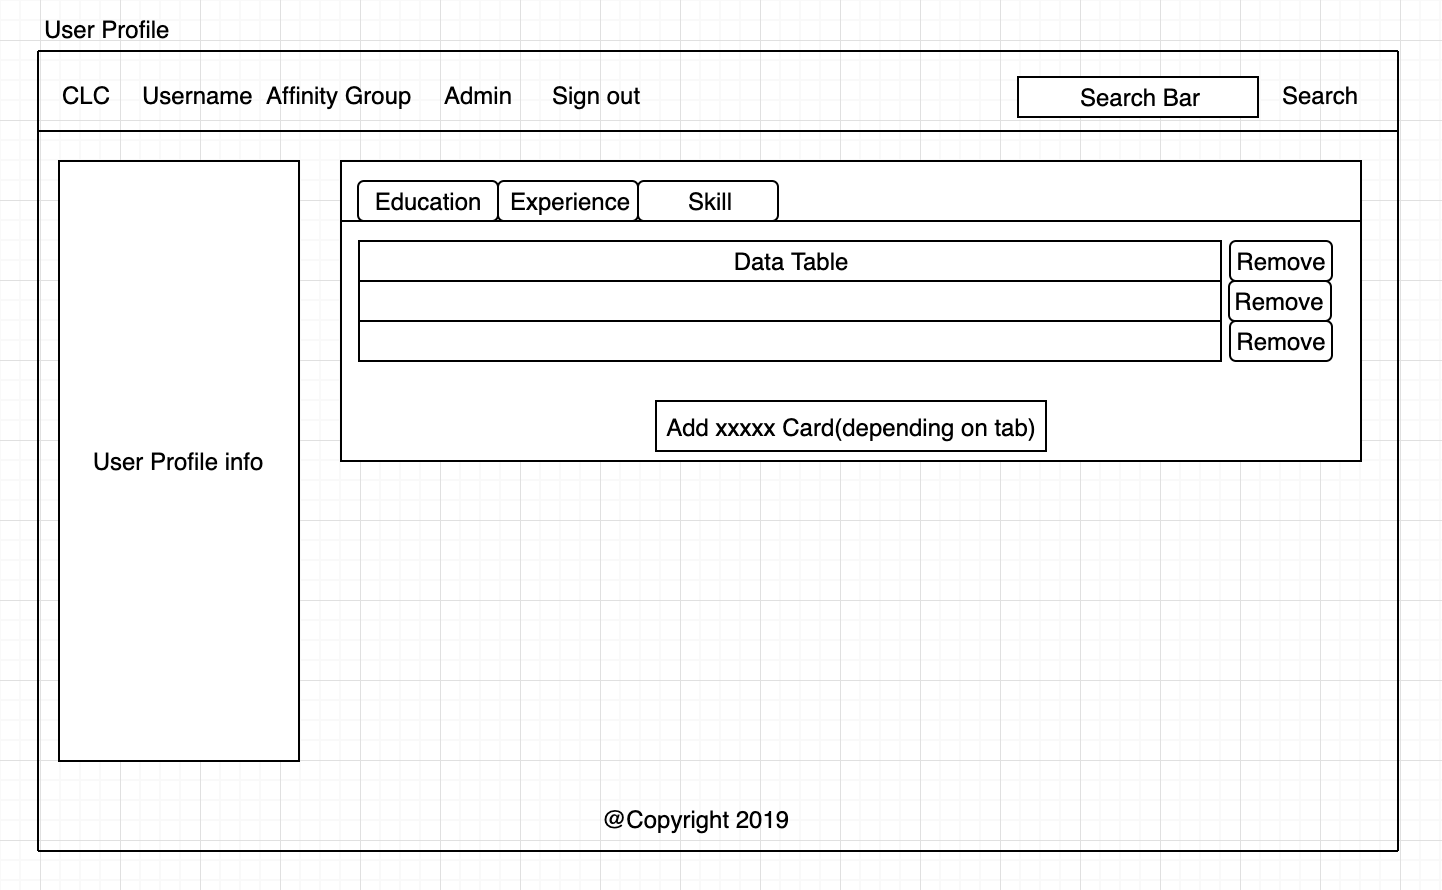 User Profile
CLC Username Affinity Group Admin Sign out Search Bar Search
Education Experience Skill
Data Table Remove
Remove
Remove
Add xxxxx Card(depending on tab)
User Profile info
@Copyright 2019